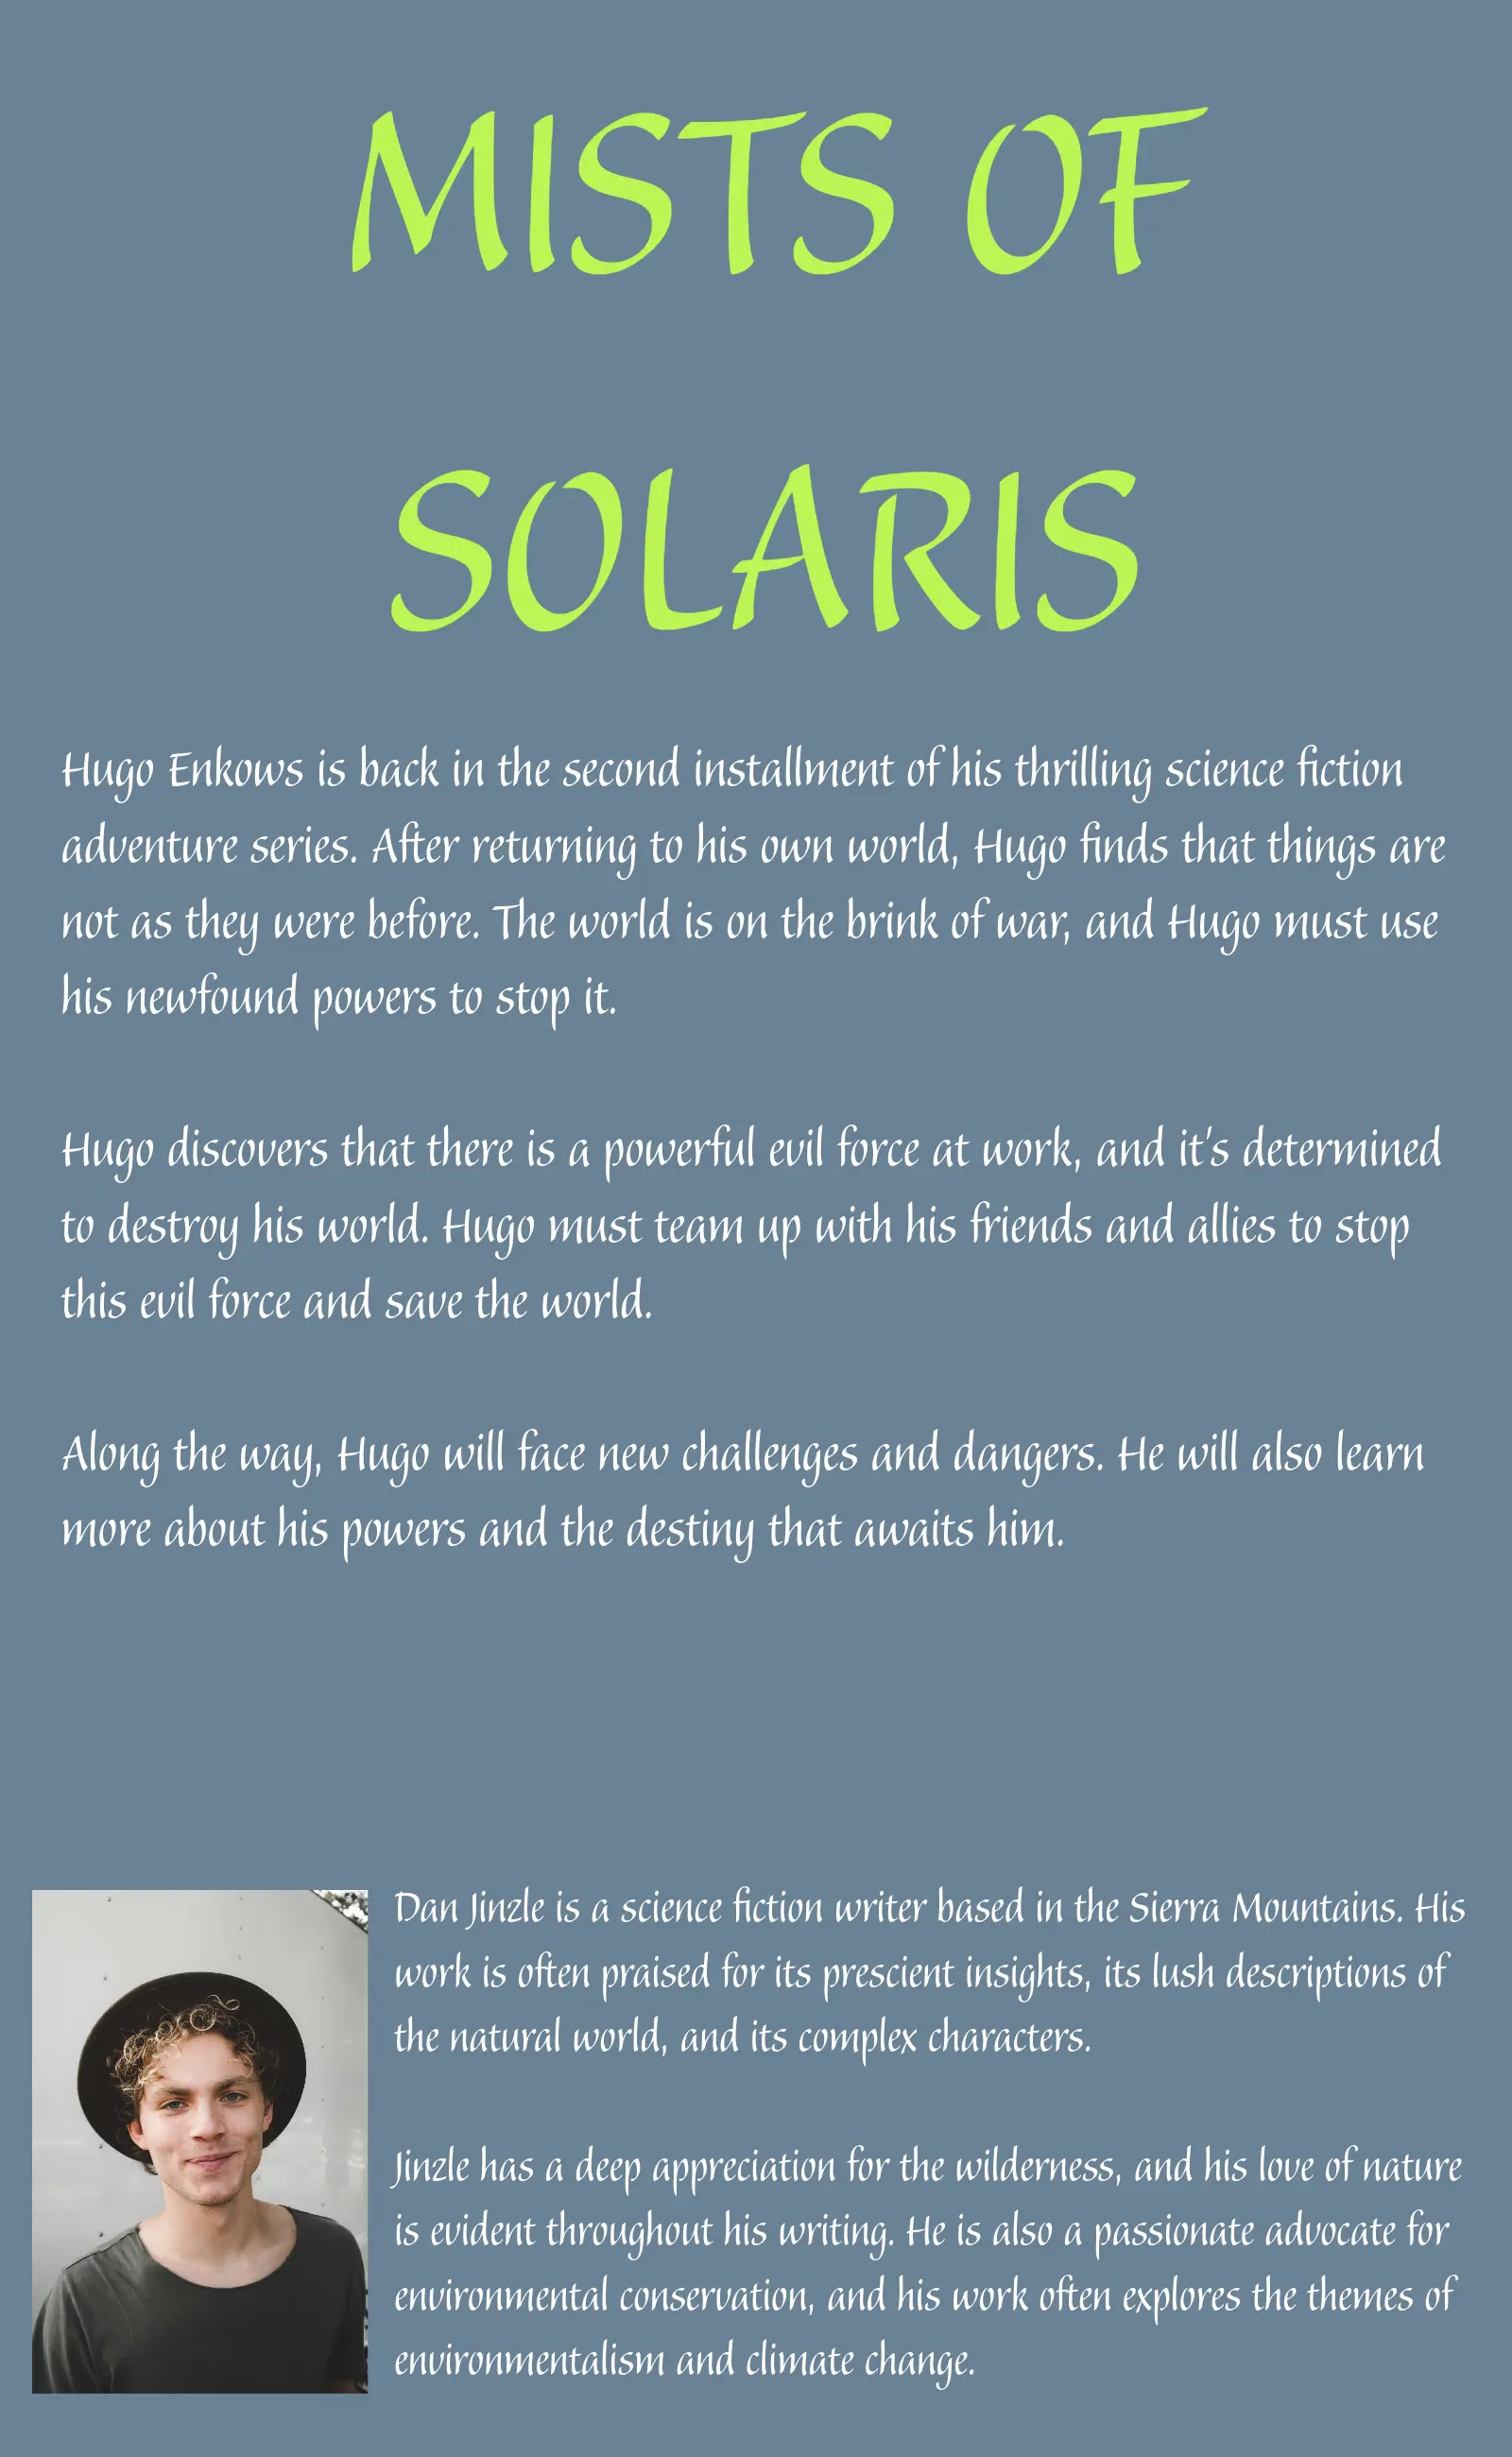 MISTS OF
SOLARIS
Hugo Enkows is back in the second installment of his thrilling science fiction
adventure series. After returning to his own world, Hugo finds that things are
not as they were before. The world is on the brink of war, and Hugo must use
his newfound powers to stop it.
Hugo discovers that there is a powerful evil force at work, and it's determined
to destroy his world. Hugo must team up with his friends and allies to stop
this evil force and save the world.
Along the way, Hugo will face new challenges and dangers. He will also learn
more about his powers and the destiny that awaits him.
Dan Jinzle is a science fiction writer based in the Sierra Mountains. His
work is often praised for its prescient insights, its lush descriptions of
the natural world, and its complex characters.
Jinzle has a deep appreciation for the wilderness, and his love of nature
is evident throughout his writing. He is also a passionate advocate for
environmental conservation, and his work often explores the themes of
environmentalism and climate change.